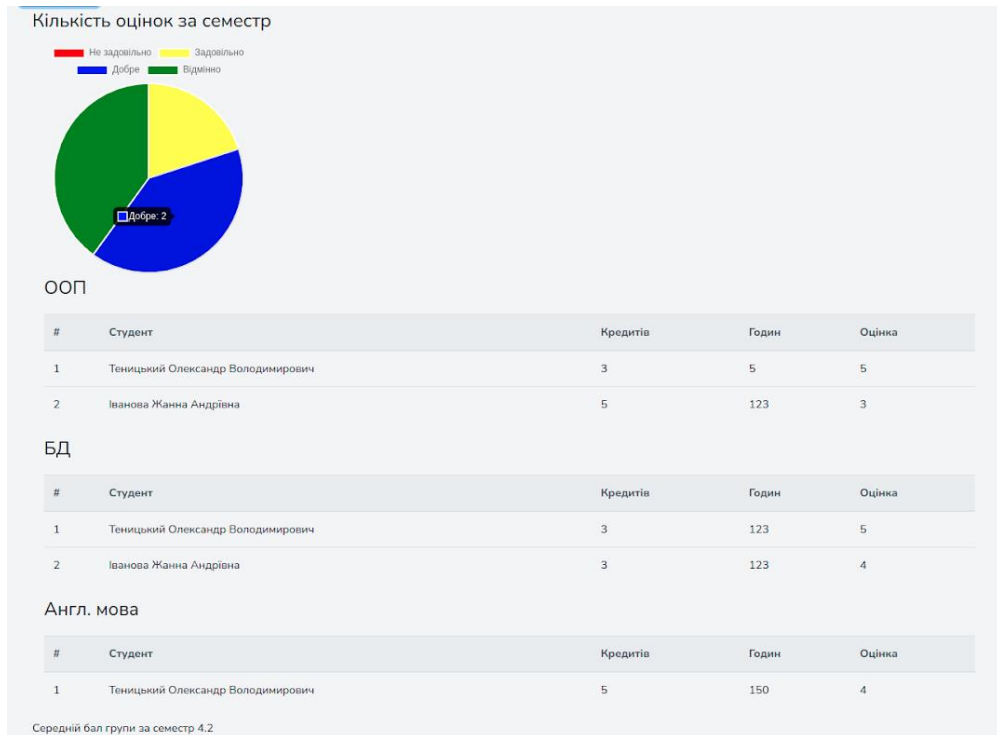 Кількість оцінок за семестр
Не задовільно Задовільно
Добре Відмінно
Добре: 2
ООП
# Студент Кредитів Годин Оцінка
1 Теницький Олександр Володимирович 3 5 5
2 Іванова Жанна Андріївна 5 123 3
БД
# Студент Кредитів Годин Оцінка
1 Теницький Олександр Володимирович 3 123 5
2 Іванова Жанна Андріївна 3 123 4
Англ. мова
# Студент Кредитів Годин Оцінка
1 Теницький Олександр Володимирович 5 150 4
Середній бал групи за семестр 4.2